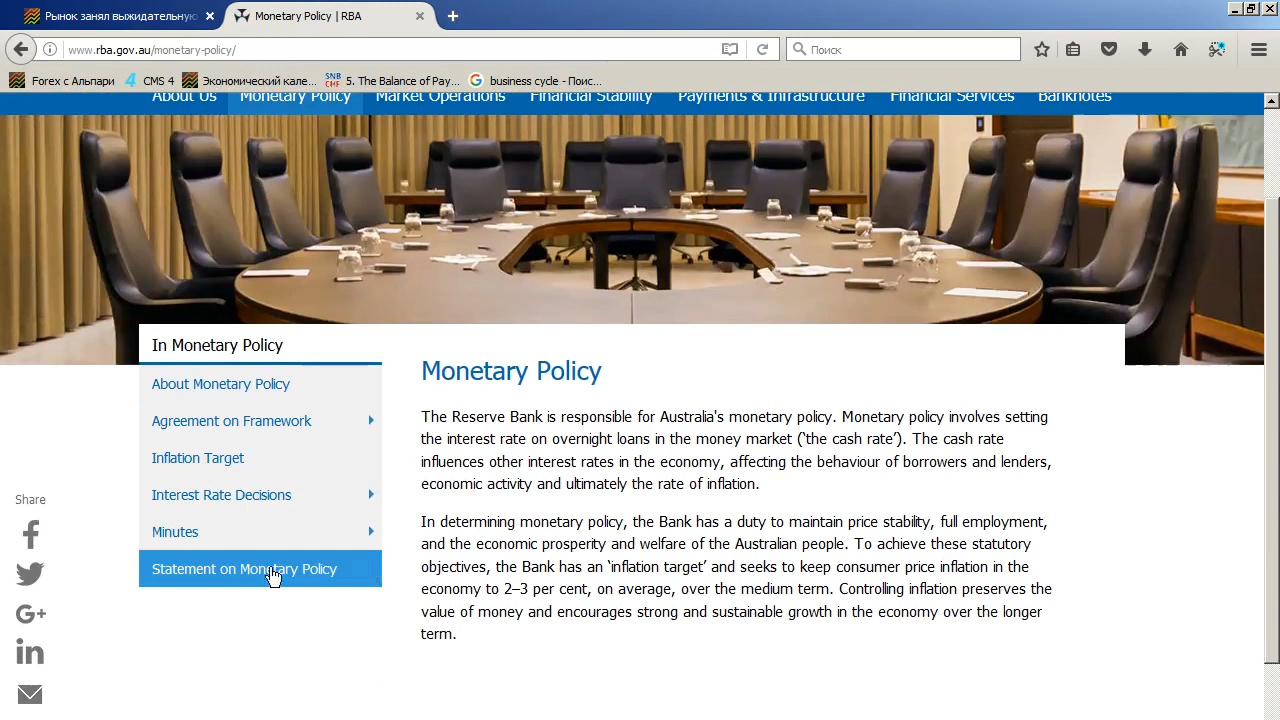 Рынок занял выжидательную
Monetary Policy | RBA
www.rba.gov.au/monetary-policy/
Поиск
Forex с Альпари
4 CMS 4
Экономический кале...
SNB CHF 5. The Balance of Pay...
G business cycle - Поис...
About Us Monetary Policy Market Operations Financial Stability Payments & Infrastructure Financial Services Banknotes
In Monetary Policy
About Monetary Policy
Agreement on Framework
Inflation Target
Interest Rate Decisions
Minutes
Statement on Monetary Policy
Monetary Policy
The Reserve Bank is responsible for Australia's monetary policy. Monetary policy involves setting
the interest rate on overnight loans in the money market (‘the cash rate’). The cash rate
influences other interest rates in the economy, affecting the behaviour of borrowers and lenders,
economic activity and ultimately the rate of inflation.
In determining monetary policy, the Bank has a duty to maintain price stability, full employment,
and the economic prosperity and welfare of the Australian people. To achieve these statutory
objectives, the Bank has an ‘inflation target’ and seeks to keep consumer price inflation in the
economy to 2–3 per cent, on average, over the medium term. Controlling inflation preserves the
value of money and encourages strong and sustainable growth in the economy over the longer
term.
Share
G+
in